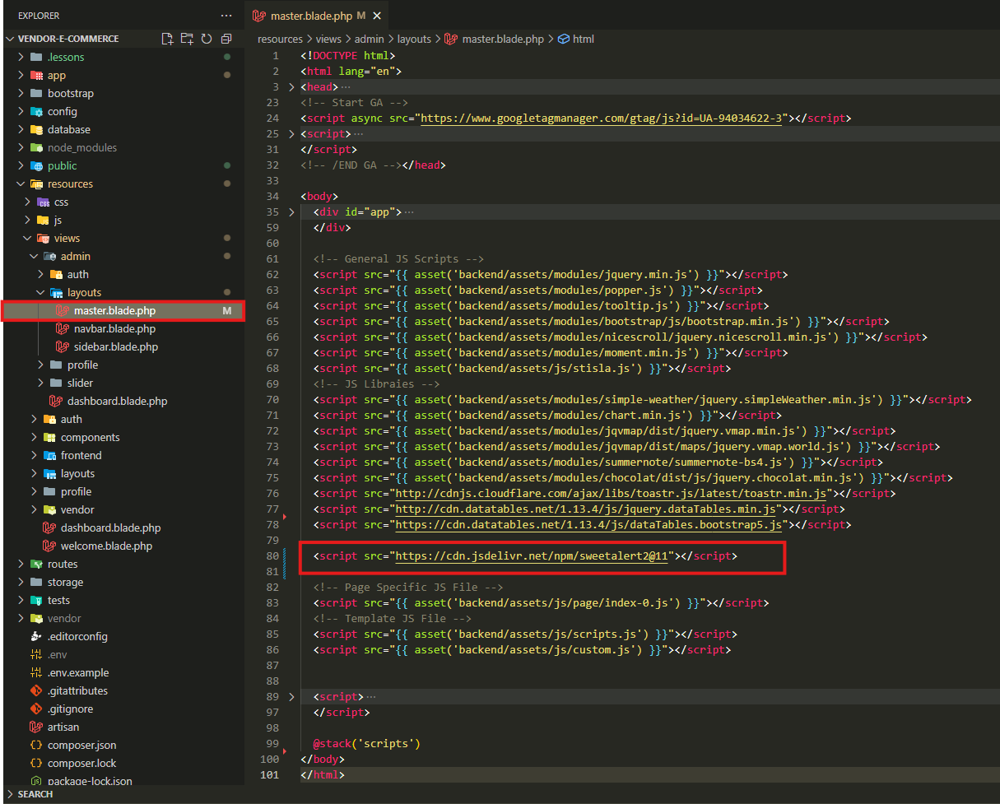 EXPLORER ···
VENDOR-E-COMMERCE
.lessons
app
bootstrap
config
database
node_modules
public
resources
css
js
views
admin
auth
layouts
master.blade.php M
navbar.blade.php
sidebar.blade.php
profile
slider
dashboard.blade.php
auth
components
frontend
layouts
profile
vendor
dashboard.blade.php
welcome.blade.php
routes
storage
tests
vendor
.editorconfig
.env
.env.example
.gitattributes
.gitignore
artisan
composer.json
composer.lock
package-lock.json
SEARCH
master.blade.php M
resources > views > admin > layouts > master.blade.php > html
1 <!DOCTYPE html>
2 <html lang="en">
3 <head>···
23 <!-- Start GA -->
24 <script async src="https://www.googletagmanager.com/gtag/js?id=UA-94034622-3"></script>
25 <script>···
31 </script>
32 <!-- /END GA --></head>
33
34 <body>
35 <div id="app">···
59 </div>
60
61 <!-- General JS Scripts -->
62 <script src="{{ asset('backend/assets/modules/jquery.min.js') }}"></script>
63 <script src="{{ asset('backend/assets/modules/popper.js') }}"></script>
64 <script src="{{ asset('backend/assets/modules/tooltip.js') }}"></script>
65 <script src="{{ asset('backend/assets/modules/bootstrap/js/bootstrap.min.js') }}"></script>
66 <script src="{{ asset('backend/assets/modules/nicescroll/jquery.nicescroll.min.js') }}"></script>
67 <script src="{{ asset('backend/assets/modules/moment.min.js') }}"></script>
68 <script src="{{ asset('backend/assets/js/stisla.js') }}"></script>
69 <!-- JS Libraies -->
70 <script src="{{ asset('backend/assets/modules/simple-weather/jquery.simpleWeather.min.js') }}"></script>
71 <script src="{{ asset('backend/assets/modules/chart.min.js') }}"></script>
72 <script src="{{ asset('backend/assets/modules/jqvmap/dist/jquery.vmap.min.js') }}"></script>
73 <script src="{{ asset('backend/assets/modules/jqvmap/dist/maps/jquery.vmap.world.js') }}"></script>
74 <script src="{{ asset('backend/assets/modules/summernote/summernote-bs4.js') }}"></script>
75 <script src="{{ asset('backend/assets/modules/chocolat/dist/js/jquery.chocolat.min.js') }}"></script>
76 <script src="http://cdnjs.cloudflare.com/ajax/libs/toastr.js/latest/toastr.min.js"></script>
77 <script src="http://cdn.datatables.net/1.13.4/js/jquery.dataTables.min.js"></script>
78 <script src="https://cdn.datatables.net/1.13.4/js/dataTables.bootstrap5.js"></script>
79
80 <script src="https://cdn.jsdelivr.net/npm/sweetalert2@11"></script>
81
82 <!-- Page Specific JS File -->
83 <script src="{{ asset('backend/assets/js/page/index-0.js') }}"></script>
84 <!-- Template JS File -->
85 <script src="{{ asset('backend/assets/js/scripts.js') }}"></script>
86 <script src="{{ asset('backend/assets/js/custom.js') }}"></script>
87
88
89 <script>···
97 </script>
98
99 @stack('scripts')
100 </body>
101 </html>